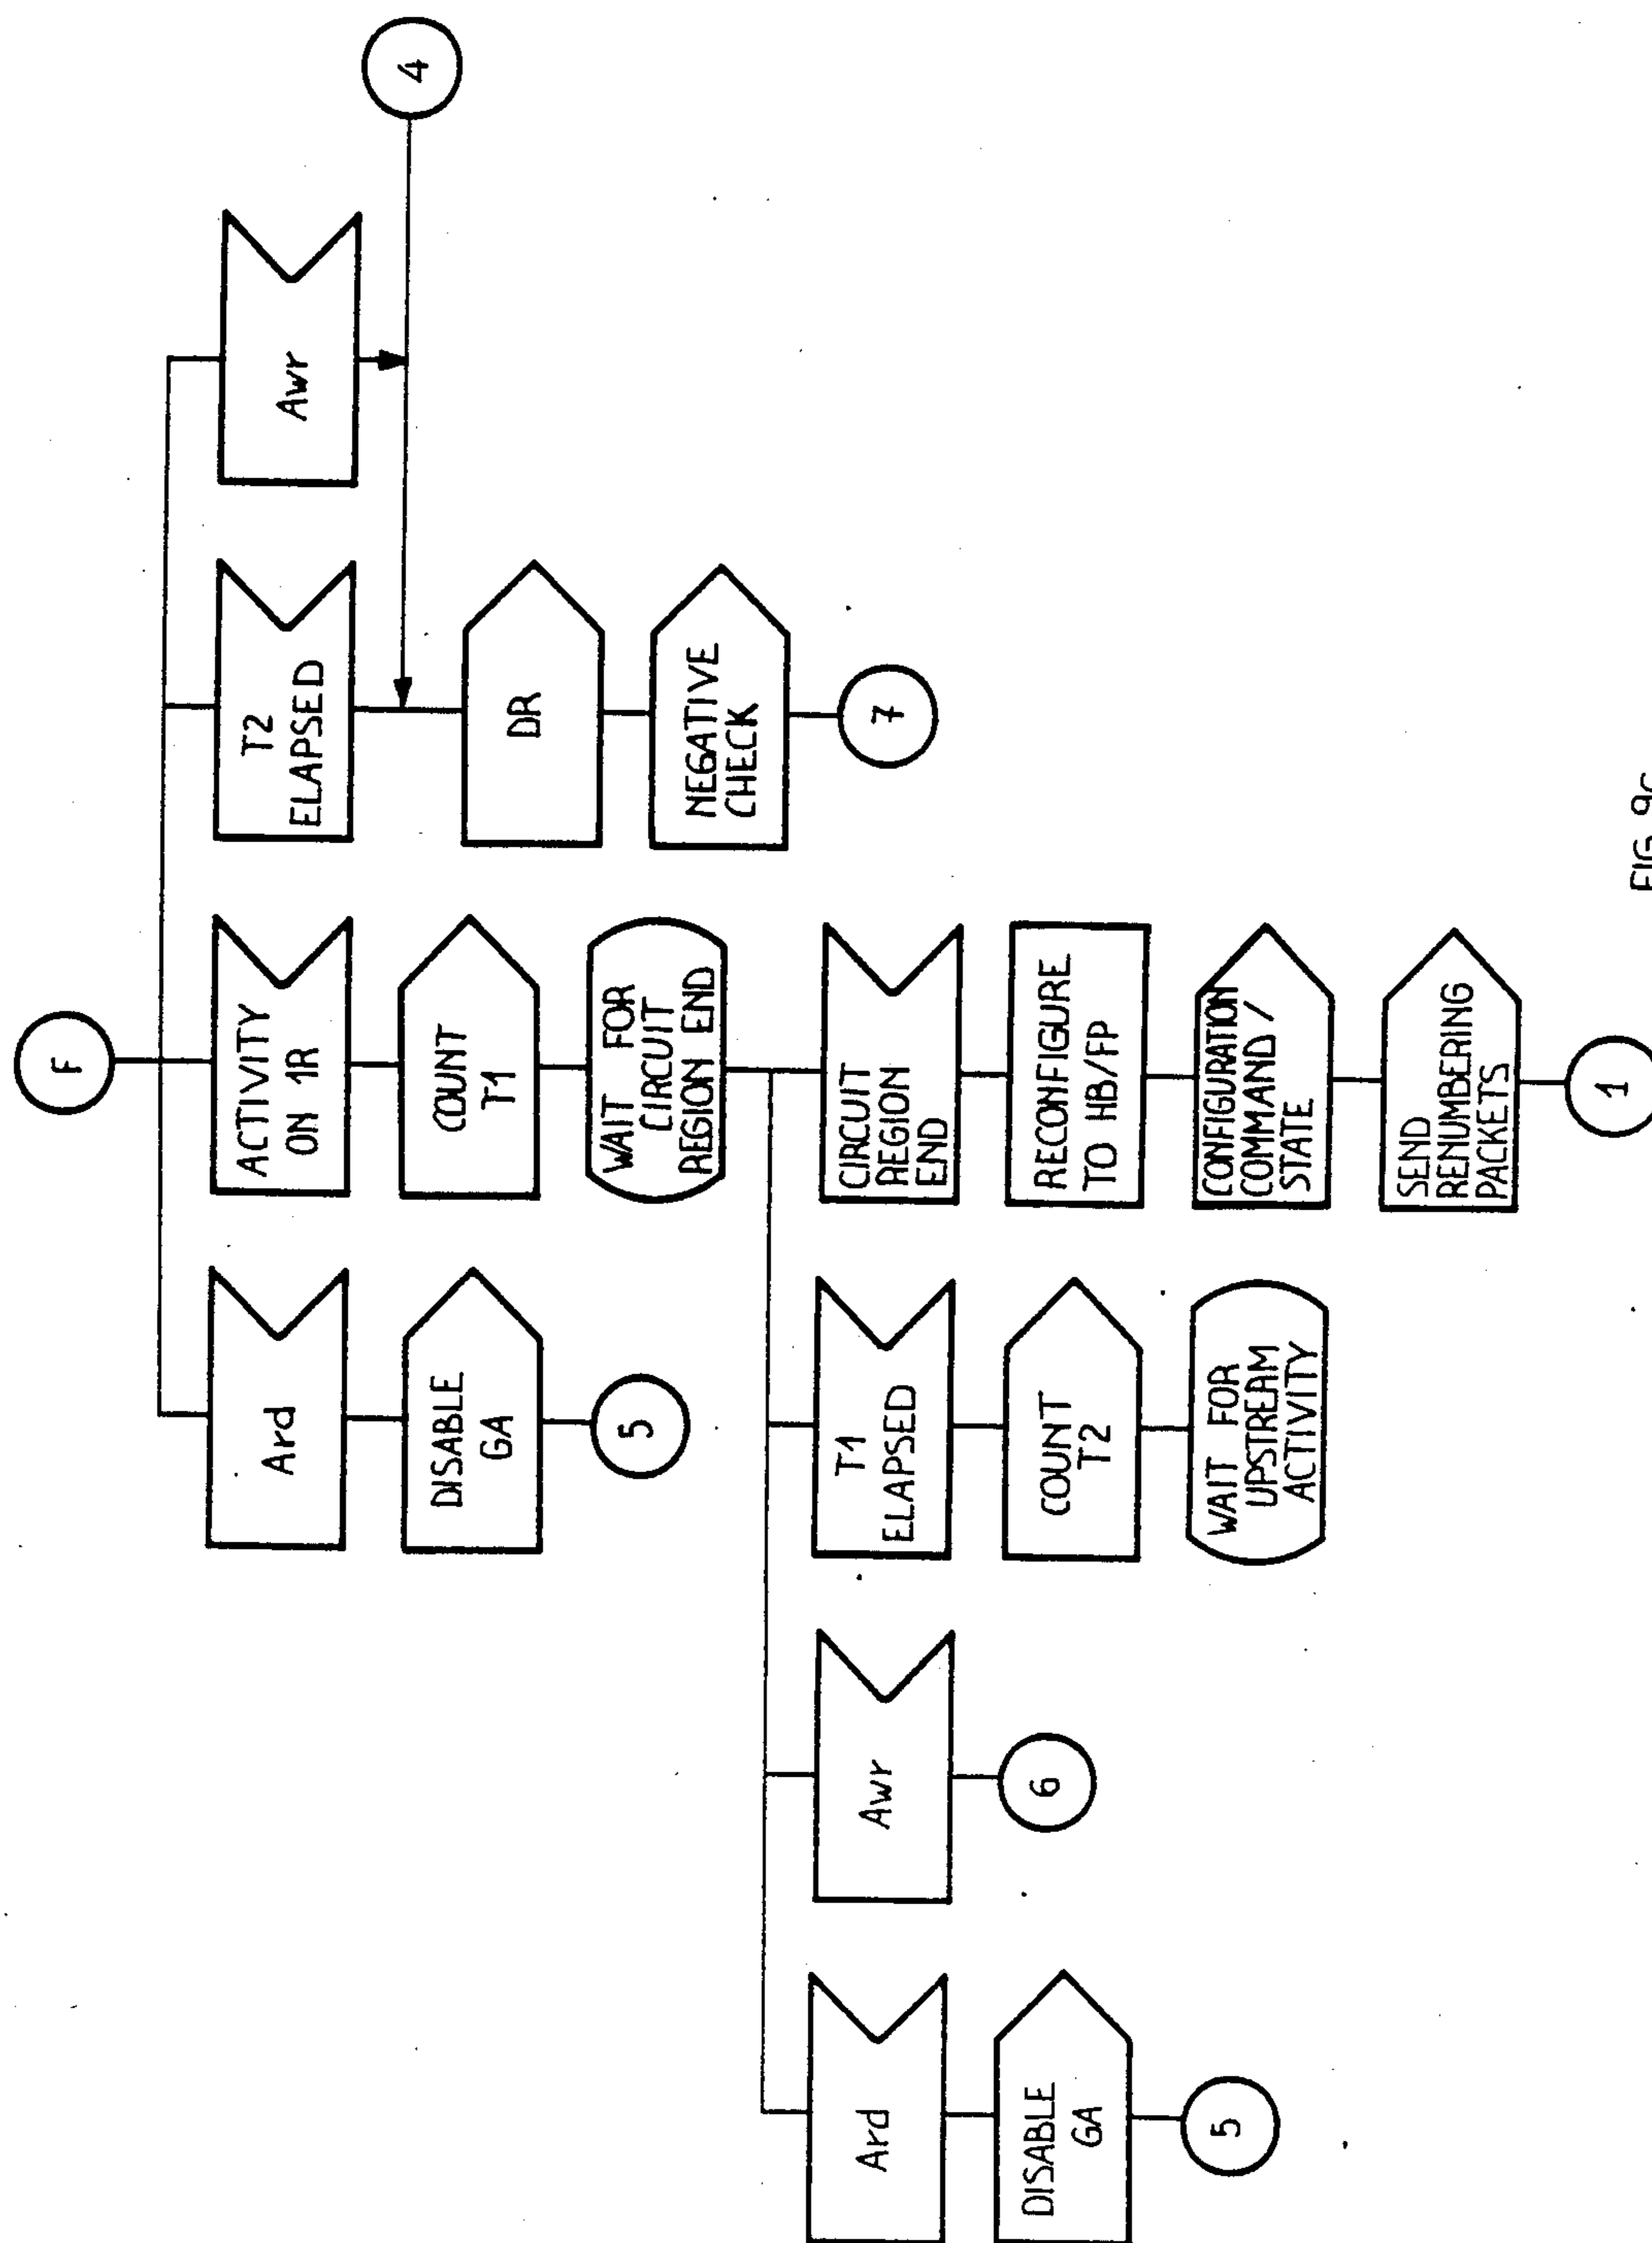 F
Ard
ACTIVITY
ON 1R
T2
ELAPSED
Awr
4
DISABLE
GA
5
COUNT
T1
WAIT FOR
CIRCUIT
REGION END
DR
NEGATIVE
CHECK
7
Ard
DISABLE
GA
5
Awr
6
T1
ELAPSED
COUNT
T2
WAIT FOR
UPSTREAM
ACTIVITY
CIRCUIT
REGION
END
RECONFIGURE
TO HB/FP
CONFIGURATION
COMMAND /
STATE
SEND
RENUMBERING
PACKETS
1
FIG. 9c